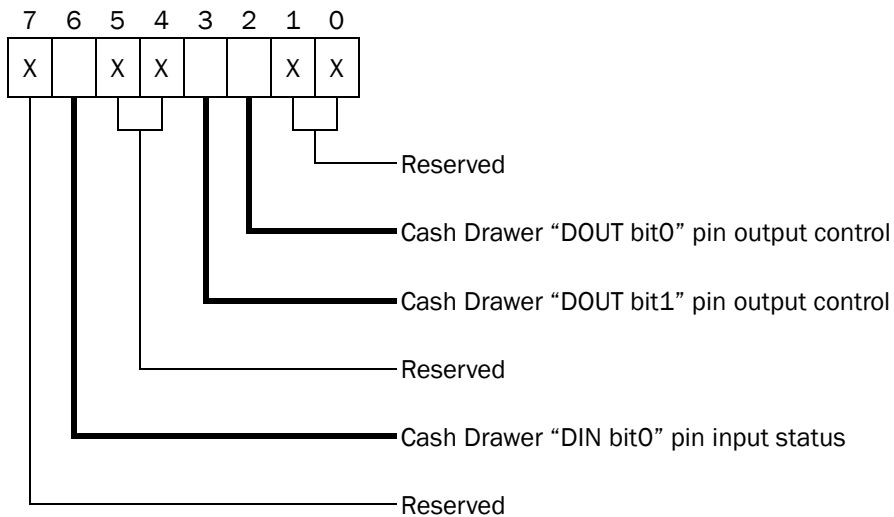 7 6 5 4 3 2 1 0
X X X X X
Reserved
Cash Drawer “DOUT bit0” pin output control
Cash Drawer “DOUT bit1” pin output control
Reserved
Cash Drawer “DIN bit0” pin input status
Reserved